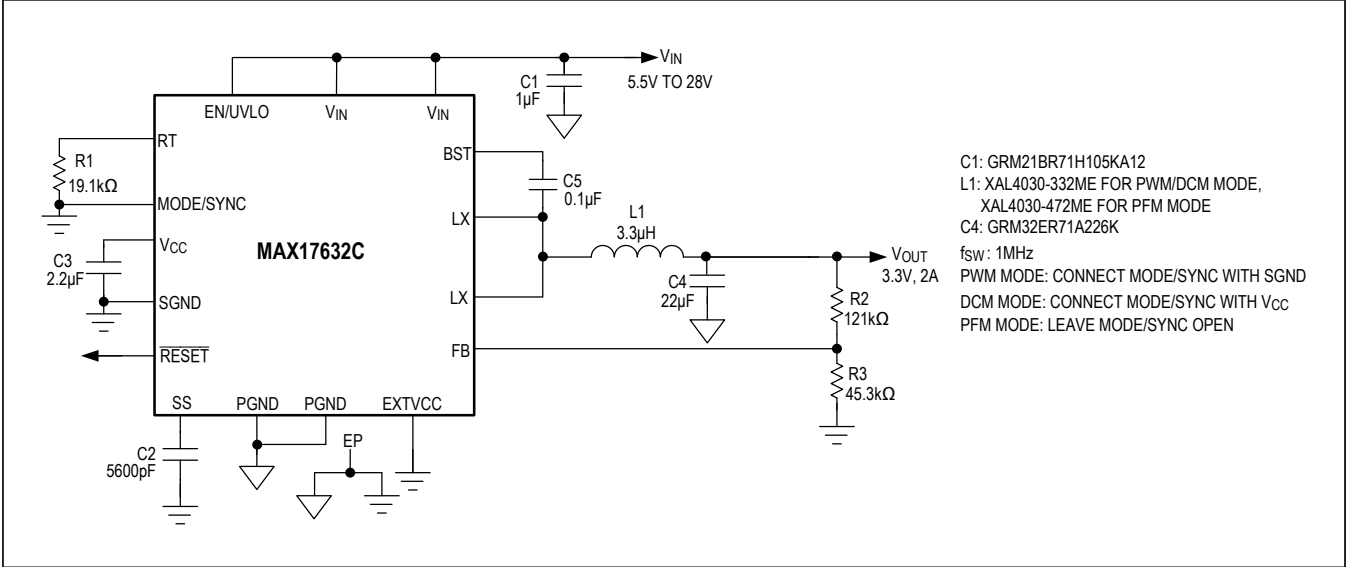 VIN
5.5V TO 28V
C1
1µF
EN/UVLO
VIN
VIN
RT
R1
19.1kΩ
MODE/SYNC
BST
C5
0.1µF
LX
L1
3.3µH
VCC
C3
2.2µF
MAX17632C
SGND
LX
C4
22µF
VOUT
3.3V, 2A
R2
121kΩ
RESET
FB
R3
45.3kΩ
SS
PGND
PGND
EXTVCC
C2
5600pF
EP
C1: GRM21BR71H105KA12
L1: XAL4030-332ME FOR PWM/DCM MODE,
XAL4030-472ME FOR PFM MODE
C4: GRM32ER71A226K
fSW : 1MHz
PWM MODE: CONNECT MODE/SYNC WITH SGND
DCM MODE: CONNECT MODE/SYNC WITH VCC
PFM MODE: LEAVE MODE/SYNC OPEN